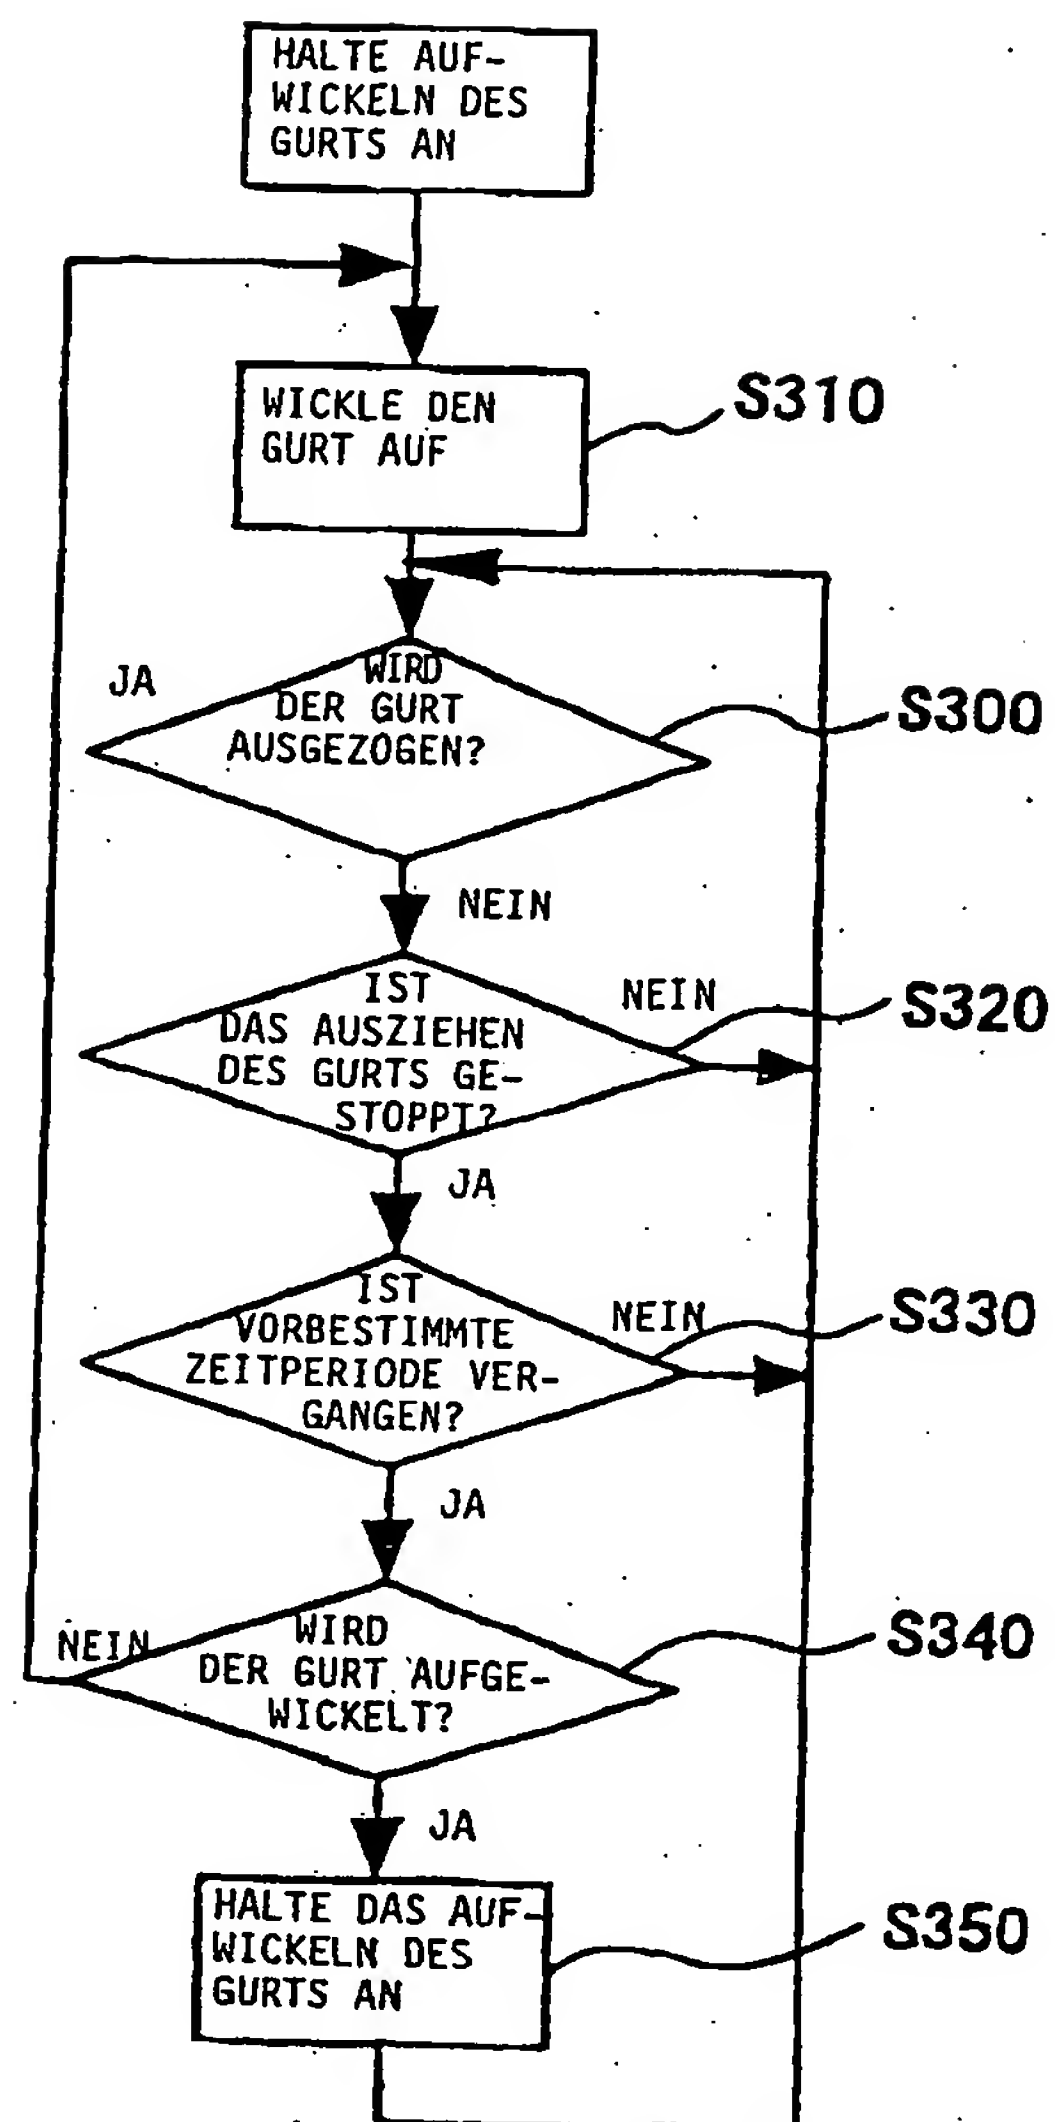 HALTE AUF-
WICKELN DES
GURTS AN
WICKLE DEN
GURT AUF
S310
JA
WIRD
DER GURT
AUSGEZOGEN?
S300
NEIN
IST
DAS AUSZIEHEN
DES GURTS GE-
STOPPT?
NEIN
S320
JA
IST
VORBESTIMMTE
ZEITPERIODE VER-
GANGEN?
NEIN
S330
JA
NEIN
WIRD
DER GURT AUFGE-
WICKELT?
S340
JA
HALTE DAS AUF-
WICKELN DES
GURTS AN
S350